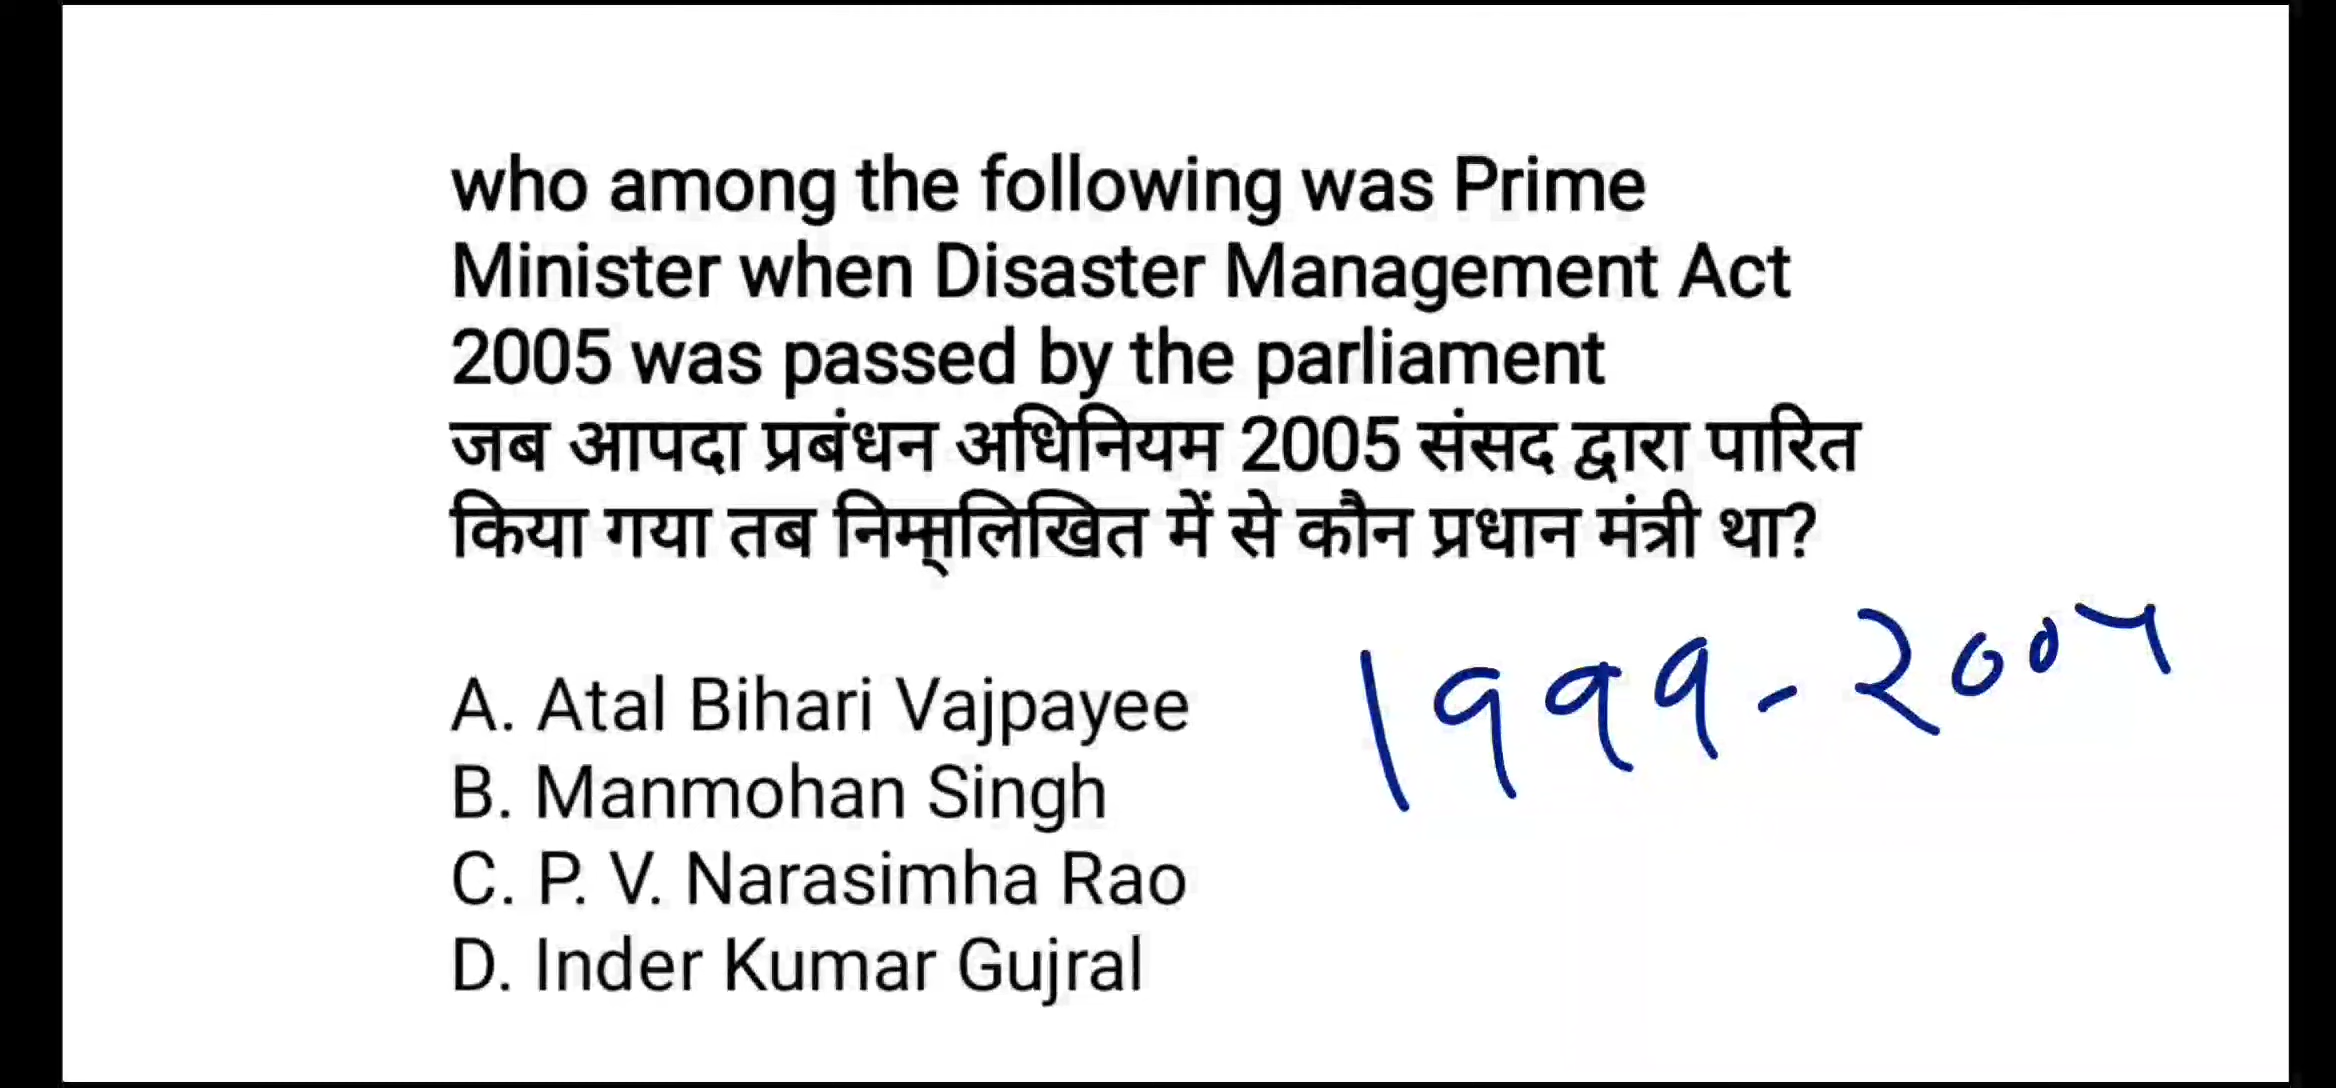 who among the following was Prime
Minister when Disaster Management Act
2005 was passed by the parliament
जब आपदा प्रबंधन अधिनियम 2005 संसद द्वारा पारित
किया गया तब निम्म्नलिखित में से कौन प्रधान मंत्री था?
A. Atal Bihari Vajpayee
1999-2004
B. Manmohan Singh
C. P. V. Narasimha Rao
D. Inder Kumar Gujral